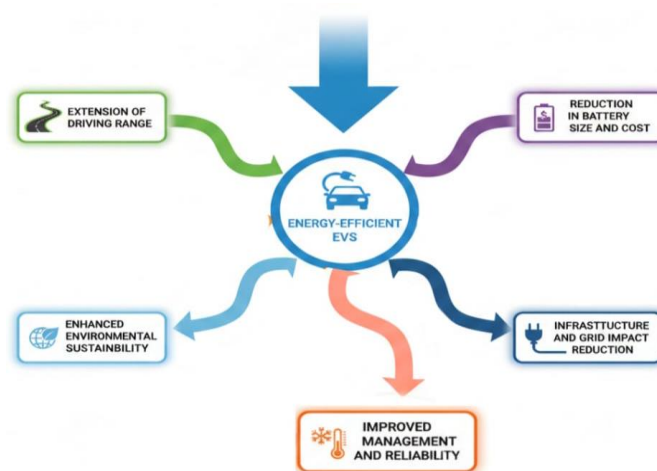 EXTENSION OF
DRIVING RANGE
REDUCTION
IN BATTERY
SIZE AND COST
ENERGY-EFFICIENT
EVS
ENHANCED
ENVIRONMENTAL
SUSTAINBILITY
INFRASTTUCTURE
AND GRID IMPACT
REDUCTION
IMPROVED
MANAGEMENT
AND RELIABILITY